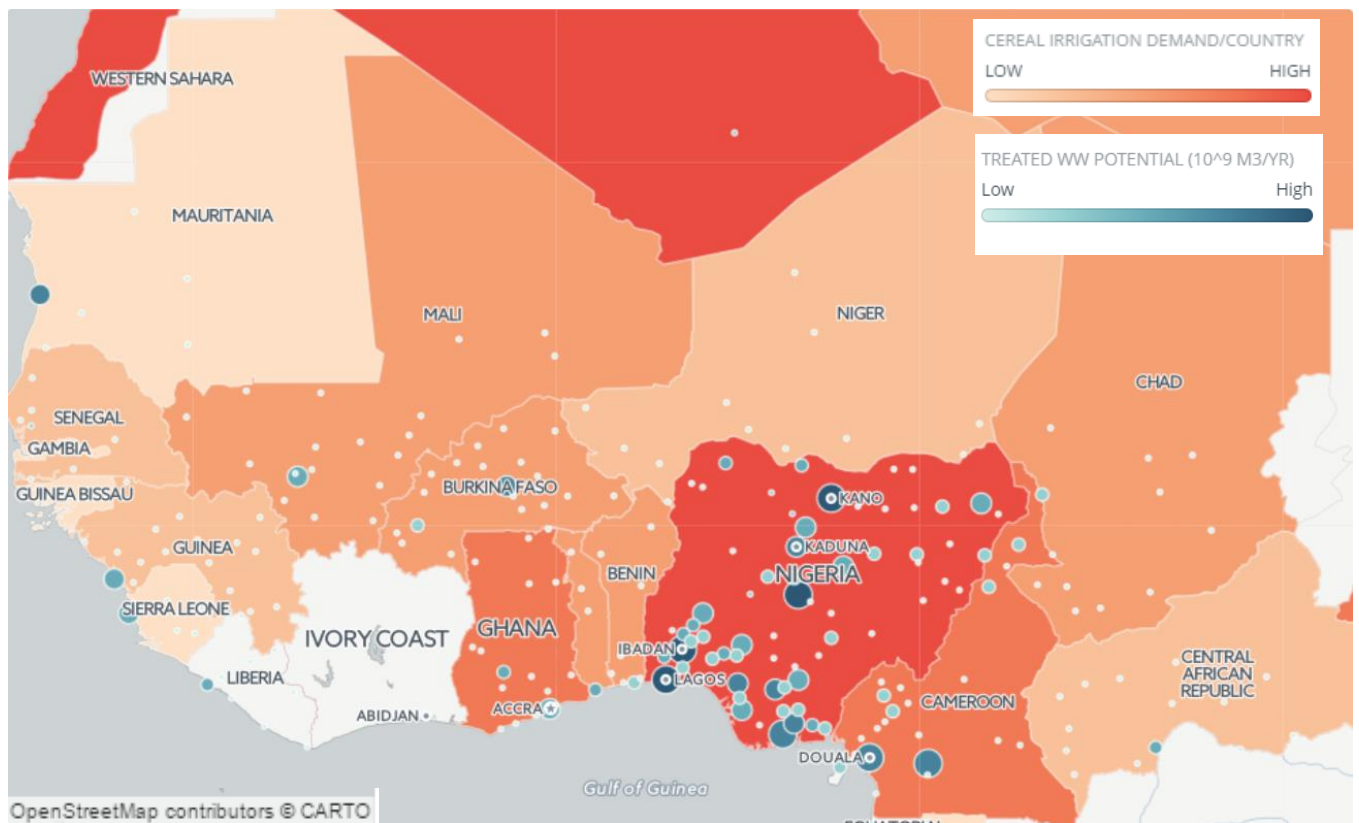 CEREAL IRRIGATION DEMAND/COUNTRY
LOW HIGH
TREATED WW POTENTIAL (10^9 M3/YR)
Low High
WESTERN SAHARA
MAURITANIA
MALI
NIGER
CHAD
SENEGAL
GAMBIA
GUINEA BISSAU
BURKINA FASO
KANO
GUINEA
KADUNA
BENIN
NIGERIA
SIERRA LEONE
IVORY COAST
GHANA
IBADAN
LIBERIA
LAGOS
CENTRAL
AFRICAN
REPUBLIC
ABIDJAN
ACCRA
CAMEROON
DOUALA
Gulf of Guinea
OpenStreetMap contributors © CARTO